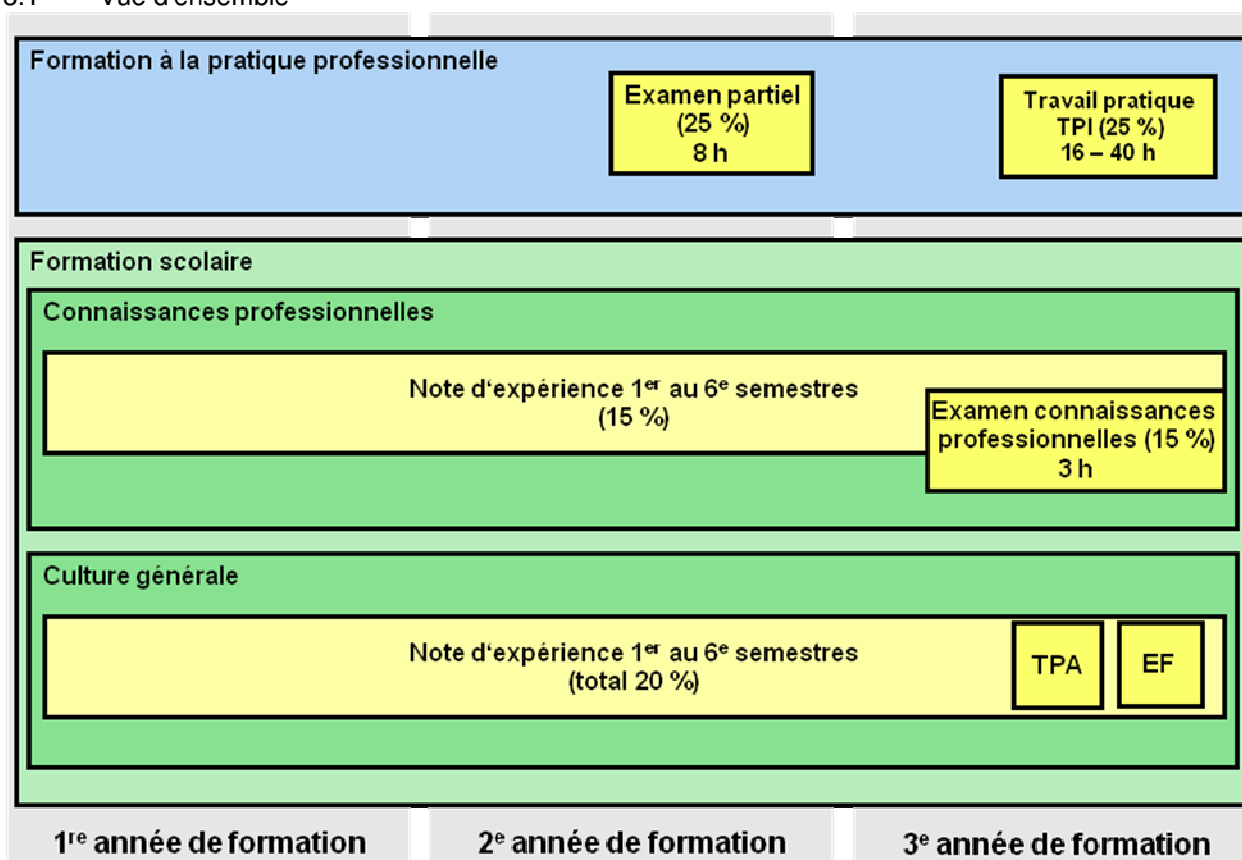 Vue d'ensemble
Formation à la pratique professionnelle
Examen partiel
(25 %)
8 h
Travail pratique
TPI (25 %)
16 – 40 h
Formation scolaire
Connaissances professionnelles
Note d‘expérience 1er au 6e semestres
(15 %)
Examen connaissances
professionnelles (15 %)
3 h
Culture générale
Note d‘expérience 1er au 6e semestres
(total 20 %)
TPA
EF
1re année de formation
2e année de formation
3e année de formation